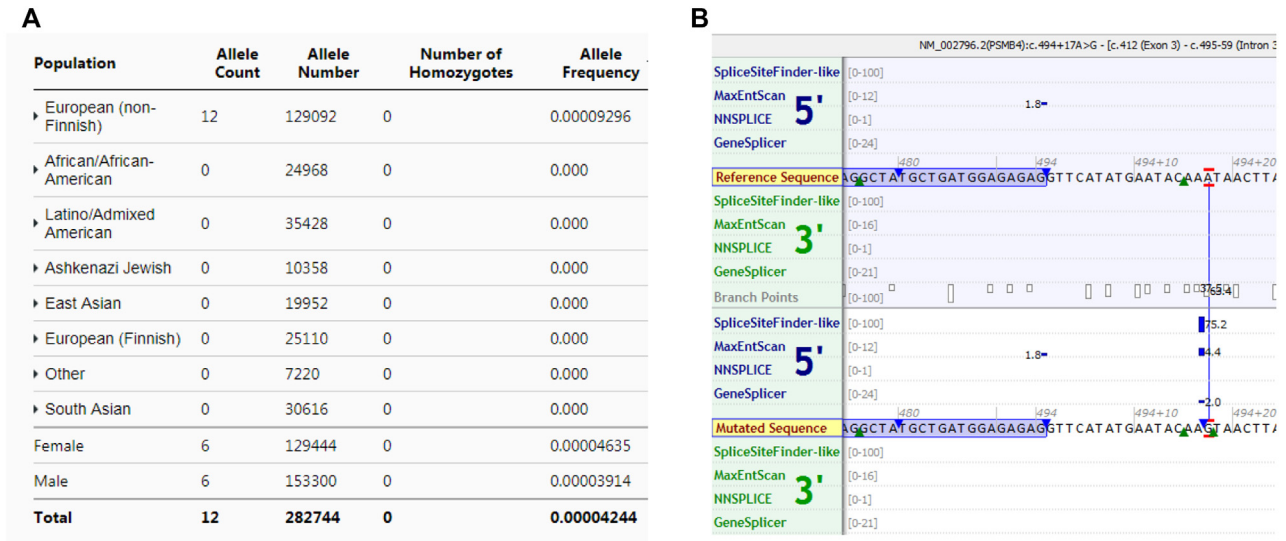 A
Population Allele Count Allele Number Number of Homozygotes Allele Frequency
European (non-Finnish) 12 129092 0 0.00009296
African/African-American 0 24968 0 0.000
Latino/Admixed American 0 35428 0 0.000
Ashkenazi Jewish 0 10358 0 0.000
East Asian 0 19952 0 0.000
European (Finnish) 0 25110 0 0.000
Other 0 7220 0 0.000
South Asian 0 30616 0 0.000
Female 6 129444 0 0.00004635
Male 6 153300 0 0.00003914
Total 12 282744 0 0.00004244
B
NM_002796.2(PSMB4):c.494+17A>G - [c.412 (Exon 3) - c.495-59 (Intron 3
SpliceSiteFinder-like [0-100]
MaxEntScan [0-12] 1.8
5'
NNSPLICE [0-1]
GeneSplicer [0-24]
480 494 494+10 494+20
Reference Sequence AGGCTATGCTGATGGAGAGAGGTTCATATGAATACAAATAACTTA
SpliceSiteFinder-like [0-100]
MaxEntScan [0-16]
3'
NNSPLICE [0-1]
GeneSplicer [0-21]
Branch Points [0-100] 63.4
SpliceSiteFinder-like [0-100] 75.2
MaxEntScan [0-12] 1.8 4.4
5'
NNSPLICE [0-1]
GeneSplicer [0-24] 2.0
480 494 494+10 494+20
Mutated Sequence AGGCTATGCTGATGGAGAGAGGTTCATATGAATACAAGTAACTTA
SpliceSiteFinder-like [0-100]
MaxEntScan [0-16]
3'
NNSPLICE [0-1]
GeneSplicer [0-21]